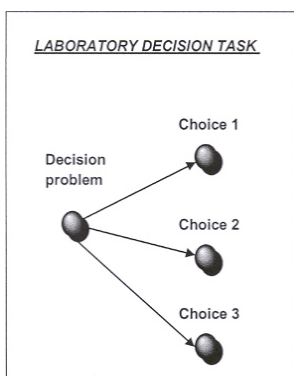 LABORATORY DECISION TASK
Choice 1
Decision
problem
Choice 2
Choice 3